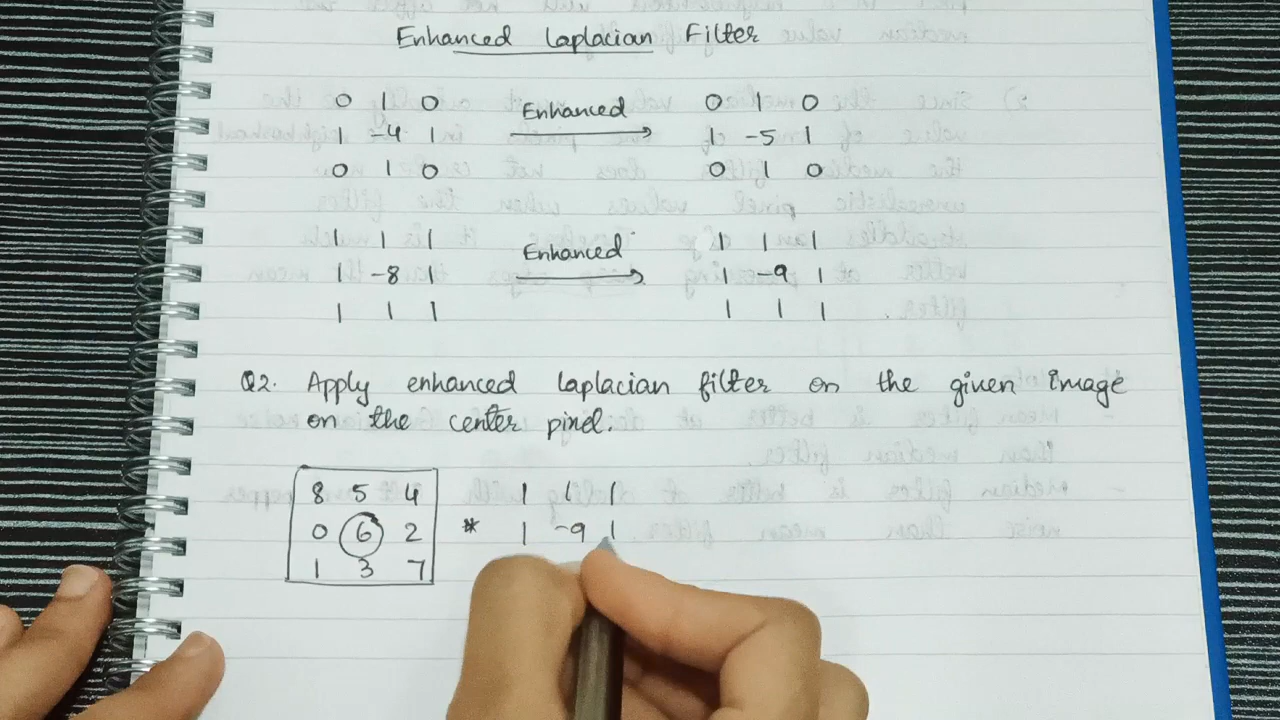 Enhanced Laplacian Filter
0 1 0 Enhanced 0 1 0
1 -4 1 1 -5 1
0 1 0 0 1 0
1 1 1 Enhanced 1 1 1
1 -8 1 1 -9 1
1 1 1 1 1 1
Q2. Apply enhanced laplacian filter on the given image
on the center pixel.
8 5 4 1 1 1
0 6 2 * 1 -9 1
1 3 7